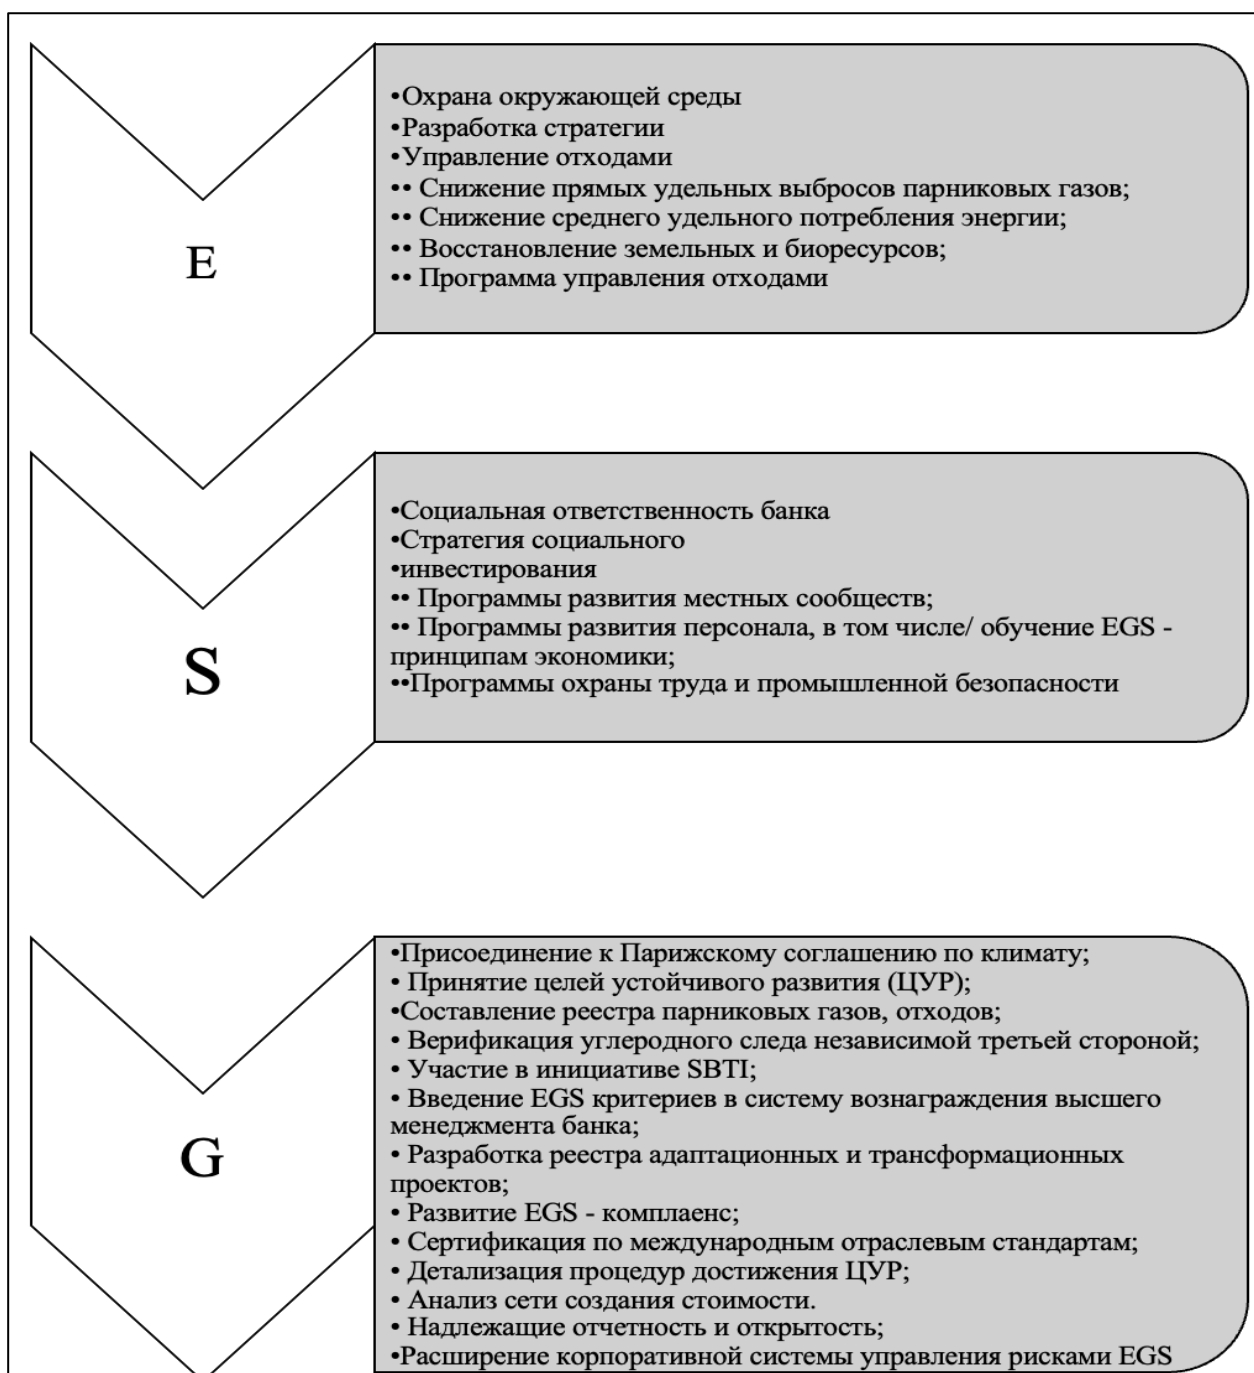 E
•Охрана окружающей среды
•Разработка стратегии
•Управление отходами
•• Снижение прямых удельных выбросов парниковых газов;
•• Снижение среднего удельного потребления энергии;
•• Восстановление земельных и биоресурсов;
•• Программа управления отходами
S
•Социальная ответственность банка
•Стратегия социального
•инвестирования
•• Программы развития местных сообществ;
•• Программы развития персонала, в том числе/ обучение EGS -
принципам экономики;
••Программы охраны труда и промышленной безопасности
G
•Присоединение к Парижскому соглашению по климату;
• Принятие целей устойчивого развития (ЦУР);
•Составление реестра парниковых газов, отходов;
• Верификация углеродного следа независимой третьей стороной;
• Участие в инициативе SBTI;
• Введение EGS критериев в систему вознаграждения высшего
менеджмента банка;
• Разработка реестра адаптационных и трансформационных
проектов;
• Развитие EGS - комплаенс;
• Сертификация по международным отраслевым стандартам;
• Детализация процедур достижения ЦУР;
• Анализ сети создания стоимости.
• Надлежащие отчетность и открытость;
•Расширение корпоративной системы управления рисками EGS